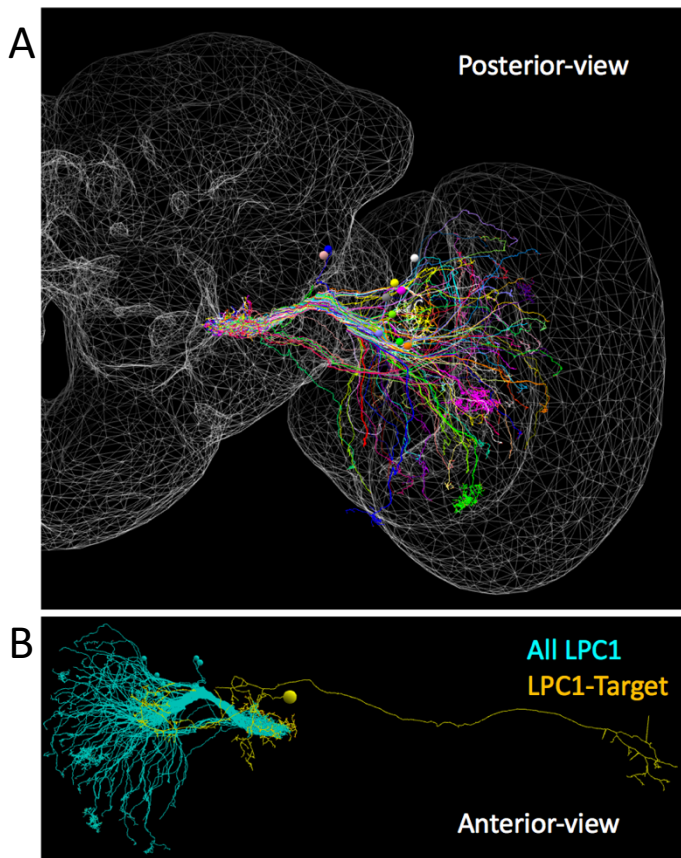 A
Posterior-view
B
All LPC1
LPC1-Target
Anterior-view